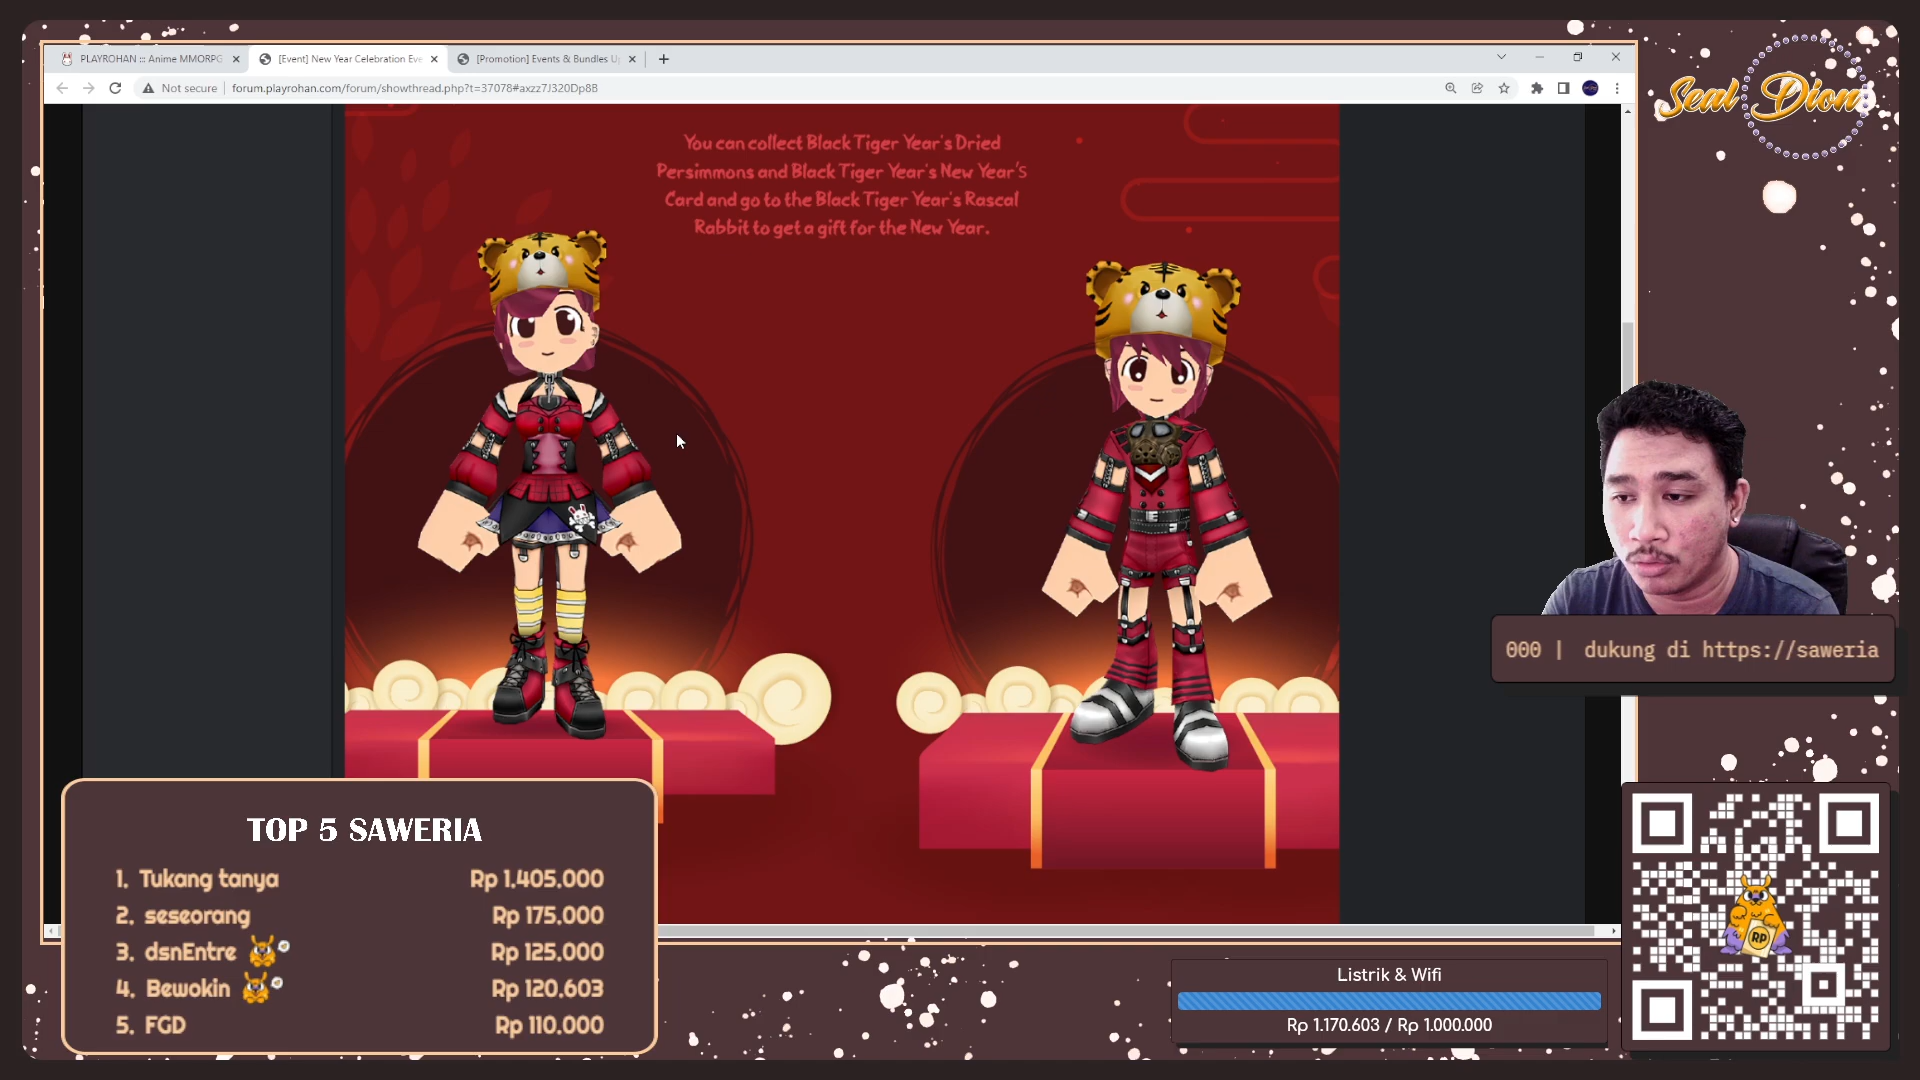 PLAYROHAN ::: Anime MMORPG
[Event] New Year Celebration Eve
[Promotion] Events & Bundles Up
Not secure
forum.playrohan.com/forum/showthread.php?t=37078#axzz7J320Dp8B
Seal Dion
You can collect Black Tiger Year's Dried
Persimmons and Black Tiger Year's New Year's
Card and go to the Black Tiger Year's Rascal
Rabbit to get a gift for the New Year.
000 | dukung di https://saweria
TOP 5 SAWERIA
1. Tukang tanya Rp 1.405.000
2. seseorang Rp 175.000
3. dsnEntre Rp 125.000
4. Bewokin Rp 120.603
5. FGD Rp 110.000
Listrik & Wifi
Rp 1.170.603 / Rp 1.000.000
RP